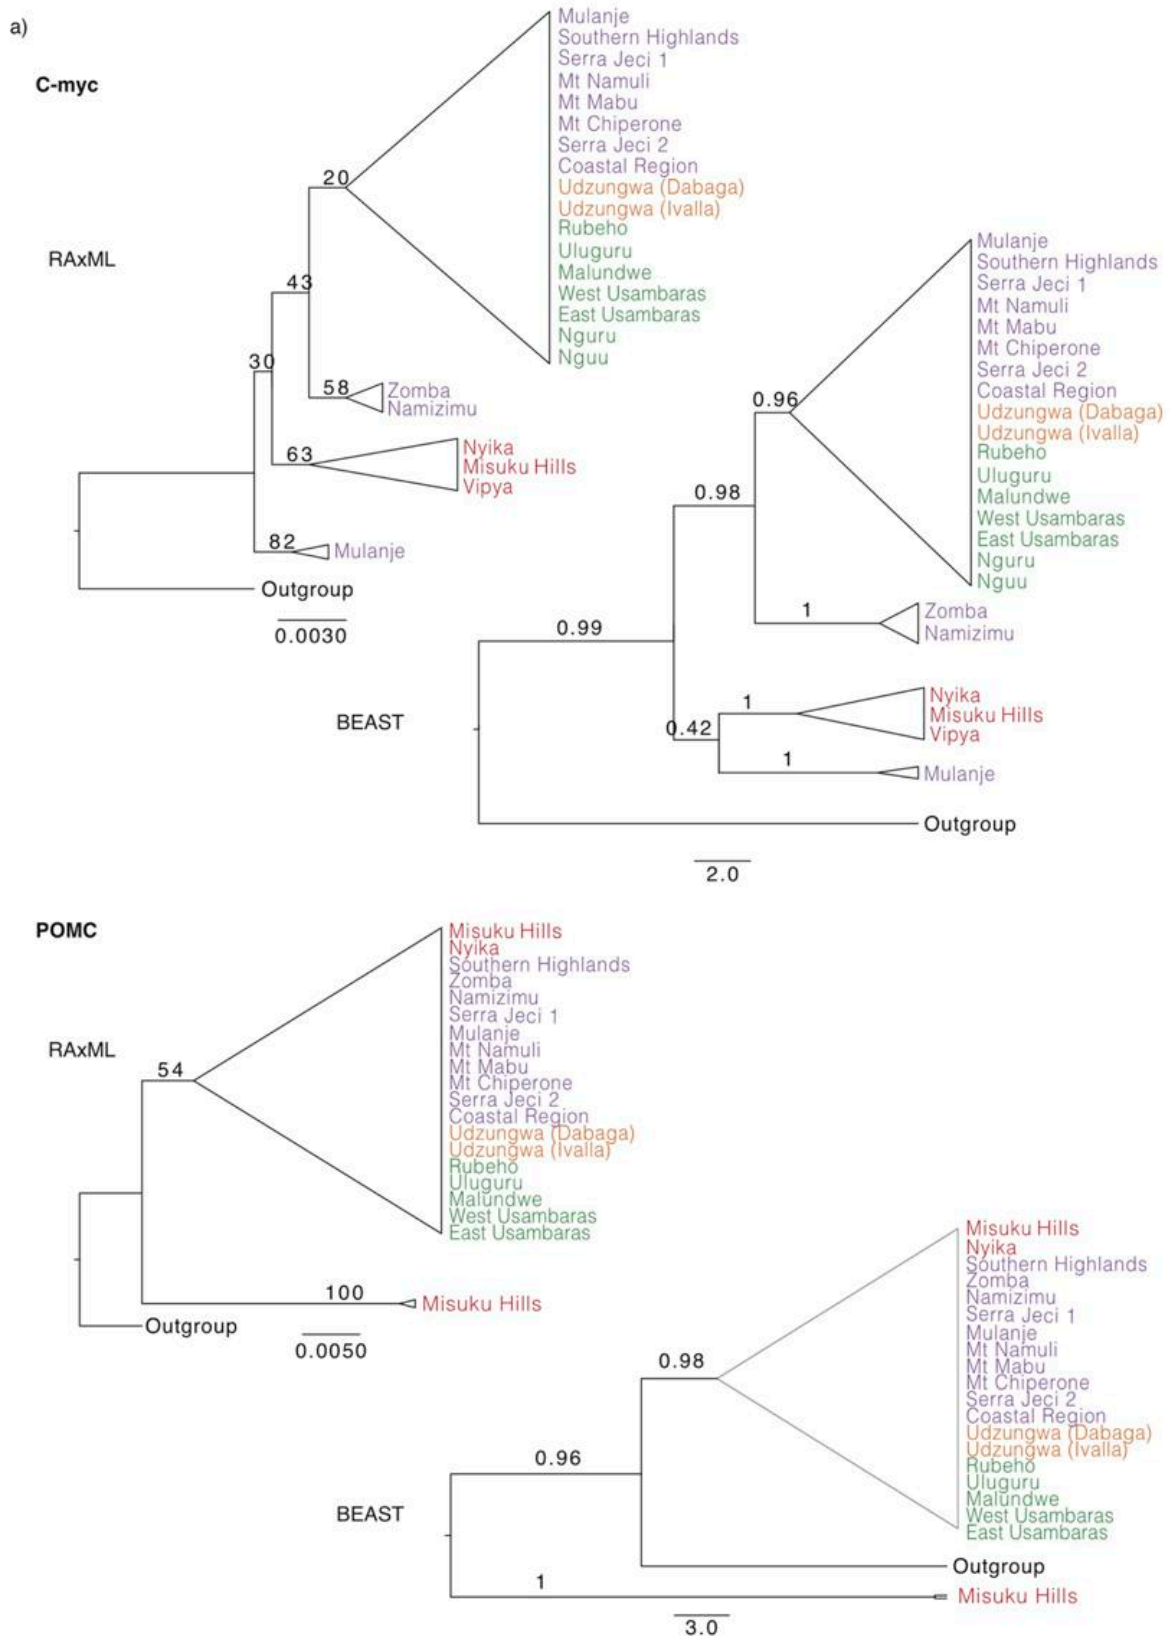 a)
C-myc
RAxML
Mulanje
Southern Highlands
Serra Jeci 1
Mt Namuli
Mt Mabu
Mt Chiperone
Serra Jeci 2
Coastal Region
Udzungwa (Dabaga)
Udzungwa (Ivalla)
Rubeho
Uluguru
Malundwe
West Usambaras
East Usambaras
Nguru
Nguu
20
43
30
58
Zomba
Namizimu
63
Nyika
Misuku Hills
Vipya
82
Mulanje
Outgroup
0.0030
BEAST
Mulanje
Southern Highlands
Serra Jeci 1
Mt Namuli
Mt Mabu
Mt Chiperone
Serra Jeci 2
Coastal Region
Udzungwa (Dabaga)
Udzungwa (Ivalla)
Rubeho
Uluguru
Malundwe
West Usambaras
East Usambaras
Nguru
Nguu
0.96
0.98
0.99
1
Zomba
Namizimu
0.42
1
Nyika
Misuku Hills
Vipya
1
Mulanje
Outgroup
2.0
POMC
RAxML
Misuku Hills
Nyika
Southern Highlands
Zomba
Namizimu
Serra Jeci 1
Mulanje
Mt Namuli
Mt Mabu
Mt Chiperone
Serra Jeci 2
Coastal Region
Udzungwa (Dabaga)
Udzungwa (Ivalla)
Rubeho
Uluguru
Malundwe
West Usambaras
East Usambaras
54
100
Misuku Hills
Outgroup
0.0050
BEAST
Misuku Hills
Nyika
Southern Highlands
Zomba
Namizimu
Serra Jeci 1
Mulanje
Mt Namuli
Mt Mabu
Mt Chiperone
Serra Jeci 2
Coastal Region
Udzungwa (Dabaga)
Udzungwa (Ivalla)
Rubeho
Uluguru
Malundwe
West Usambaras
East Usambaras
0.98
0.96
Outgroup
1
Misuku Hills
3.0